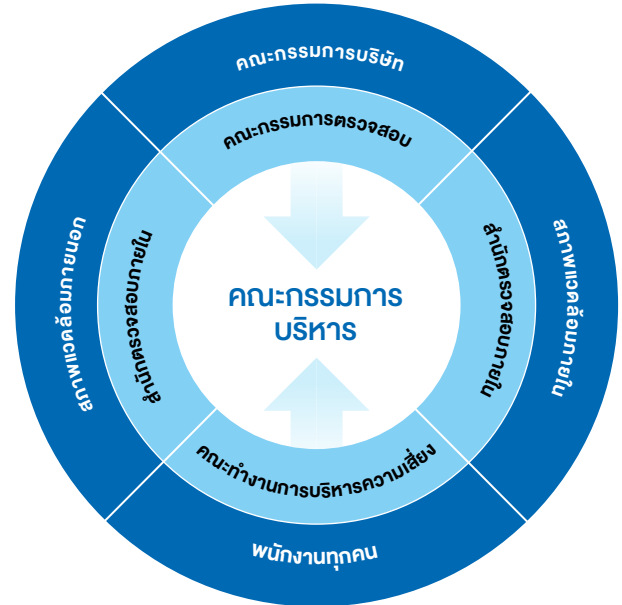 คณะกรรมการบริษัท
คณะกรรมการตรวจสอบ
สภาพแวดล้อมภายนอก
สำนักตรวจสอบภายใน
คณะกรรมการ
บริหาร
สำนักตรวจสอบภายใน
สภาพแวดล้อมภายใน
คณะทำงานการบริหารความเสี่ยง
พนักงานทุกคน